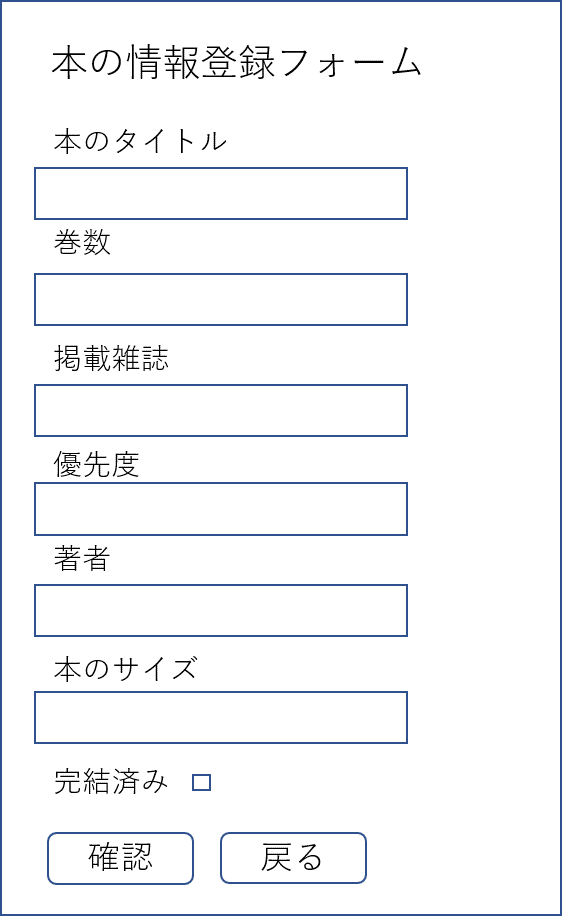 本の情報登録フォーム
本のタイトル
巻数
掲載雑誌
優先度
著者
本のサイズ
完結済み
確認 戻る